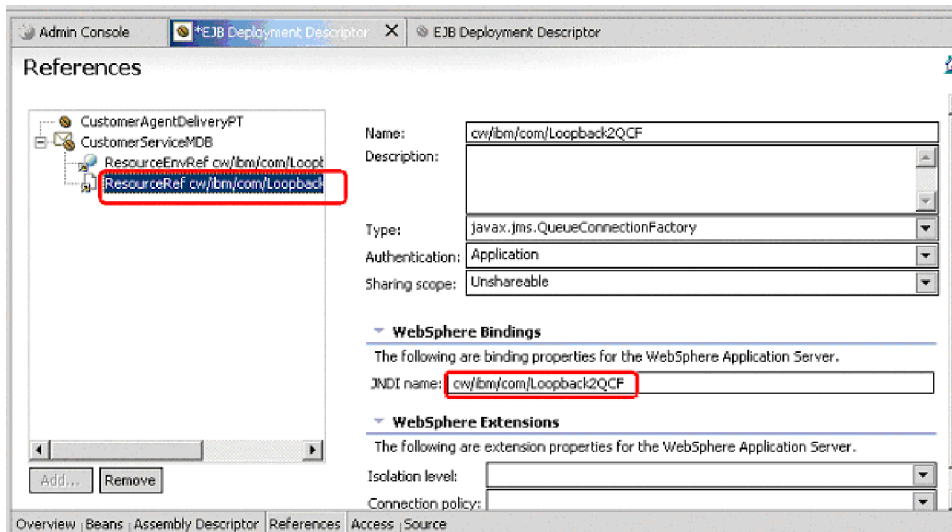 Admin Console
*EJB Deployment Descriptor
EJB Deployment Descriptor
References
CustomerAgentDeliveryPT
CustomerServiceMDB
ResourceEnvRef cw/ibm/com/Loopb
ResourceRef cw/ibm/com/Loopback
Name: cw/ibm/com/Loopback2QCF
Description:
Type: javax.jms.QueueConnectionFactory
Authentication: Application
Sharing scope: Unshareable
WebSphere Bindings
The following are binding properties for the WebSphere Application Server.
JNDI name: cw/ibm/com/Loopback2QCF
WebSphere Extensions
The following are extension properties for the WebSphere Application Server.
Isolation level:
Connection policy:
Add... Remove
Overview Beans Assembly Descriptor References Access Source